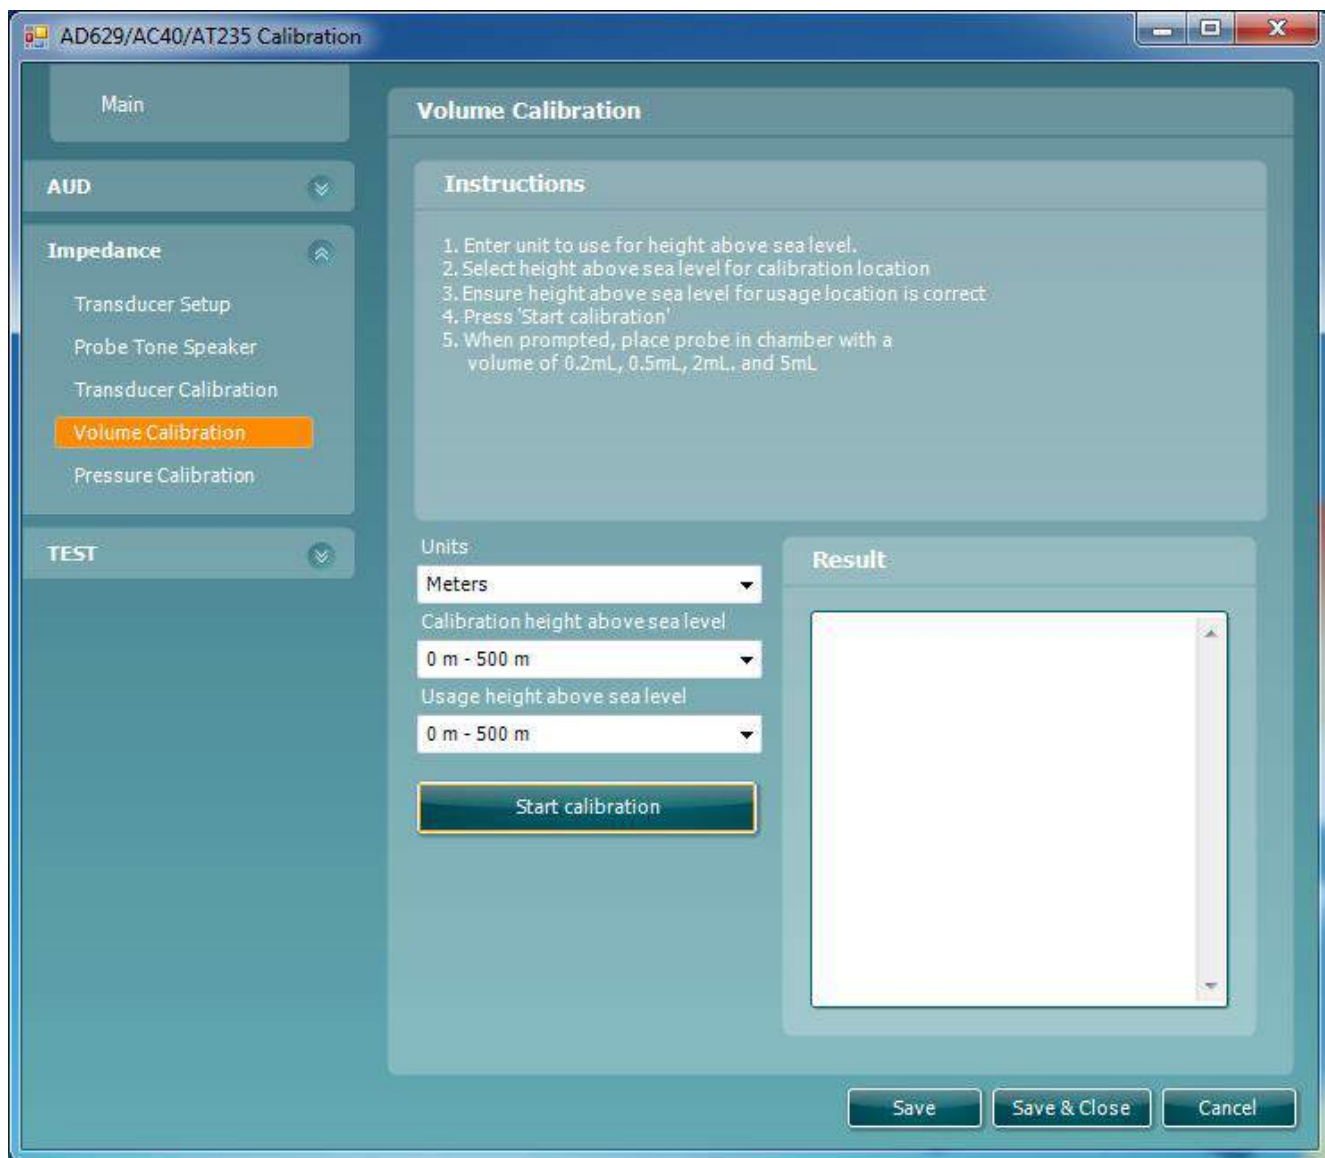 AD629/AC40/AT235 Calibration
Main
AUD
Impedance
Transducer Setup
Probe Tone Speaker
Transducer Calibration
Volume Calibration
Pressure Calibration
TEST
Volume Calibration
Instructions
1. Enter unit to use for height above sea level.
2. Select height above sea level for calibration location
3. Ensure height above sea level for usage location is correct
4. Press 'Start calibration'
5. When prompted, place probe in chamber with a
volume of 0.2mL, 0.5mL, 2mL. and 5mL
Units
Meters
Calibration height above sea level
0 m - 500 m
Usage height above sea level
0 m - 500 m
Start calibration
Result
Save
Save & Close
Cancel